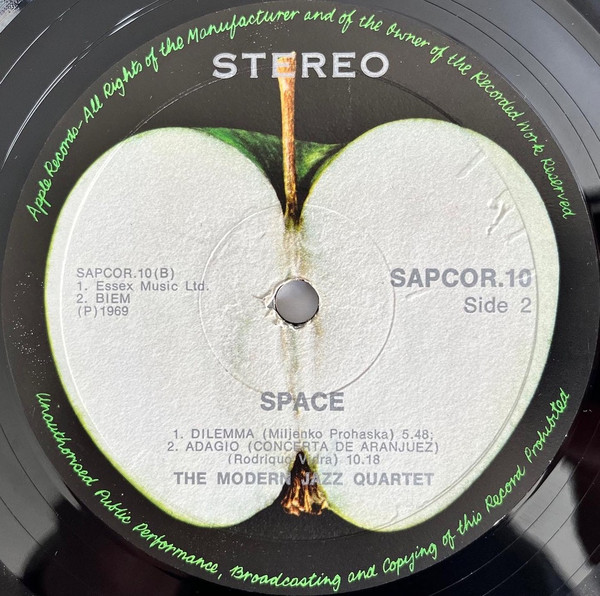 Apple Records-All Rights of the Manufacturer and of the Owner of the Recorded Work Reserved
STEREO
SAPCOR.10(B)
1. Essex Music Ltd.
2. BIEM
(P)1969
SAPCOR.10
Side 2
SPACE
1. DILEMMA (Miljenko Prohaska) 5.48;
2. ADAGIO (CONCERTA DE ARANJUEZ)
(Rodrique Vidra) 10.18
THE MODERN JAZZ QUARTET
Unauthorised Public Performance, Broadcasting and Copying of this Record Prohibited